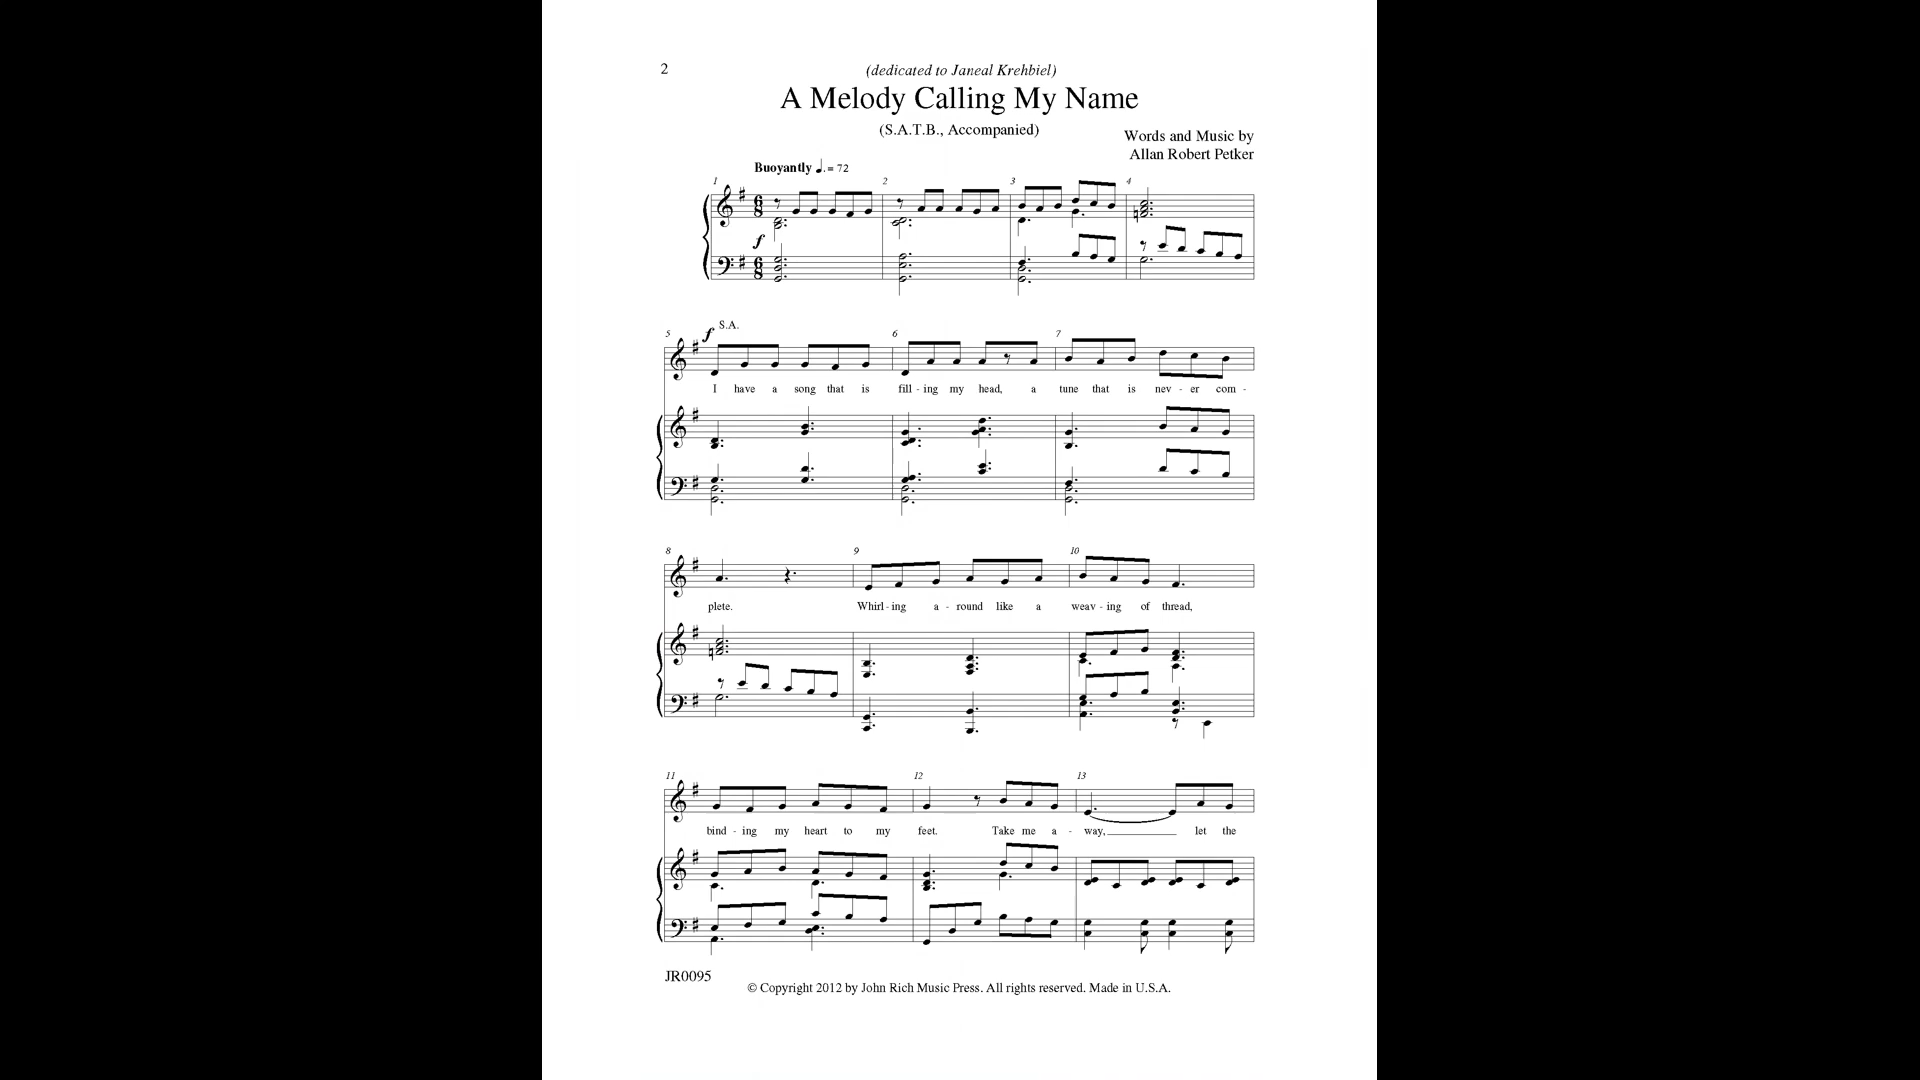 2
(dedicated to Janeal Krehbiel)
A Melody Calling My Name
(S.A.T.B., Accompanied)
Words and Music by
Allan Robert Petker
Buoyantly ♩. = 72
1 2 3 4
f
5 f S.A. 6 7
I have a song that is fill - ing my head, a tune that is nev - er com -
8 9 10
plete. Whirl - ing a - round like a weav - ing of thread,
11 12 13
bind - ing my heart to my feet. Take me a - way, let the
JR0095
© Copyright 2012 by John Rich Music Press. All rights reserved. Made in U.S.A.